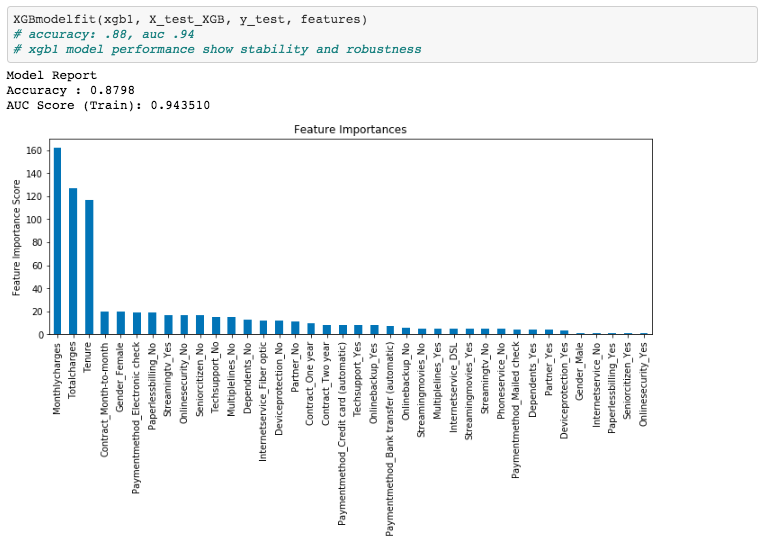 XGBmodelfit(xgb1, X_test_XGB, y_test, features)
# accuracy: .88, auc .94
# xgb1 model performance show stability and robustness
Model Report
Accuracy : 0.8798
AUC Score (Train): 0.943510
Feature Importances
Feature Importance Score
160
140
120
100
80
60
40
20
0
Monthlycharges
Totalcharges
Tenure
Contract_Month-to-month
Gender_Female
Paymentmethod_Electronic check
Paperlessbilling_No
Streamingtv_Yes
Onlinesecurity_No
Seniorcitizen_No
Techsupport_No
Multiplelines_No
Dependents_No
Internetservice_Fiber optic
Deviceprotection_No
Partner_No
Contract_One year
Contract_Two year
Paymentmethod_Credit card (automatic)
Techsupport_Yes
Onlinebackup_Yes
Paymentmethod_Bank transfer (automatic)
Onlinebackup_No
Streamingmovies_No
Multiplelines_Yes
Internetservice_DSL
Streamingmovies_Yes
Streamingtv_No
Phoneservice_No
Paymentmethod_Mailed check
Dependents_Yes
Partner_Yes
Deviceprotection_Yes
Gender_Male
Internetservice_No
Paperlessbilling_Yes
Seniorcitizen_Yes
Onlinesecurity_Yes